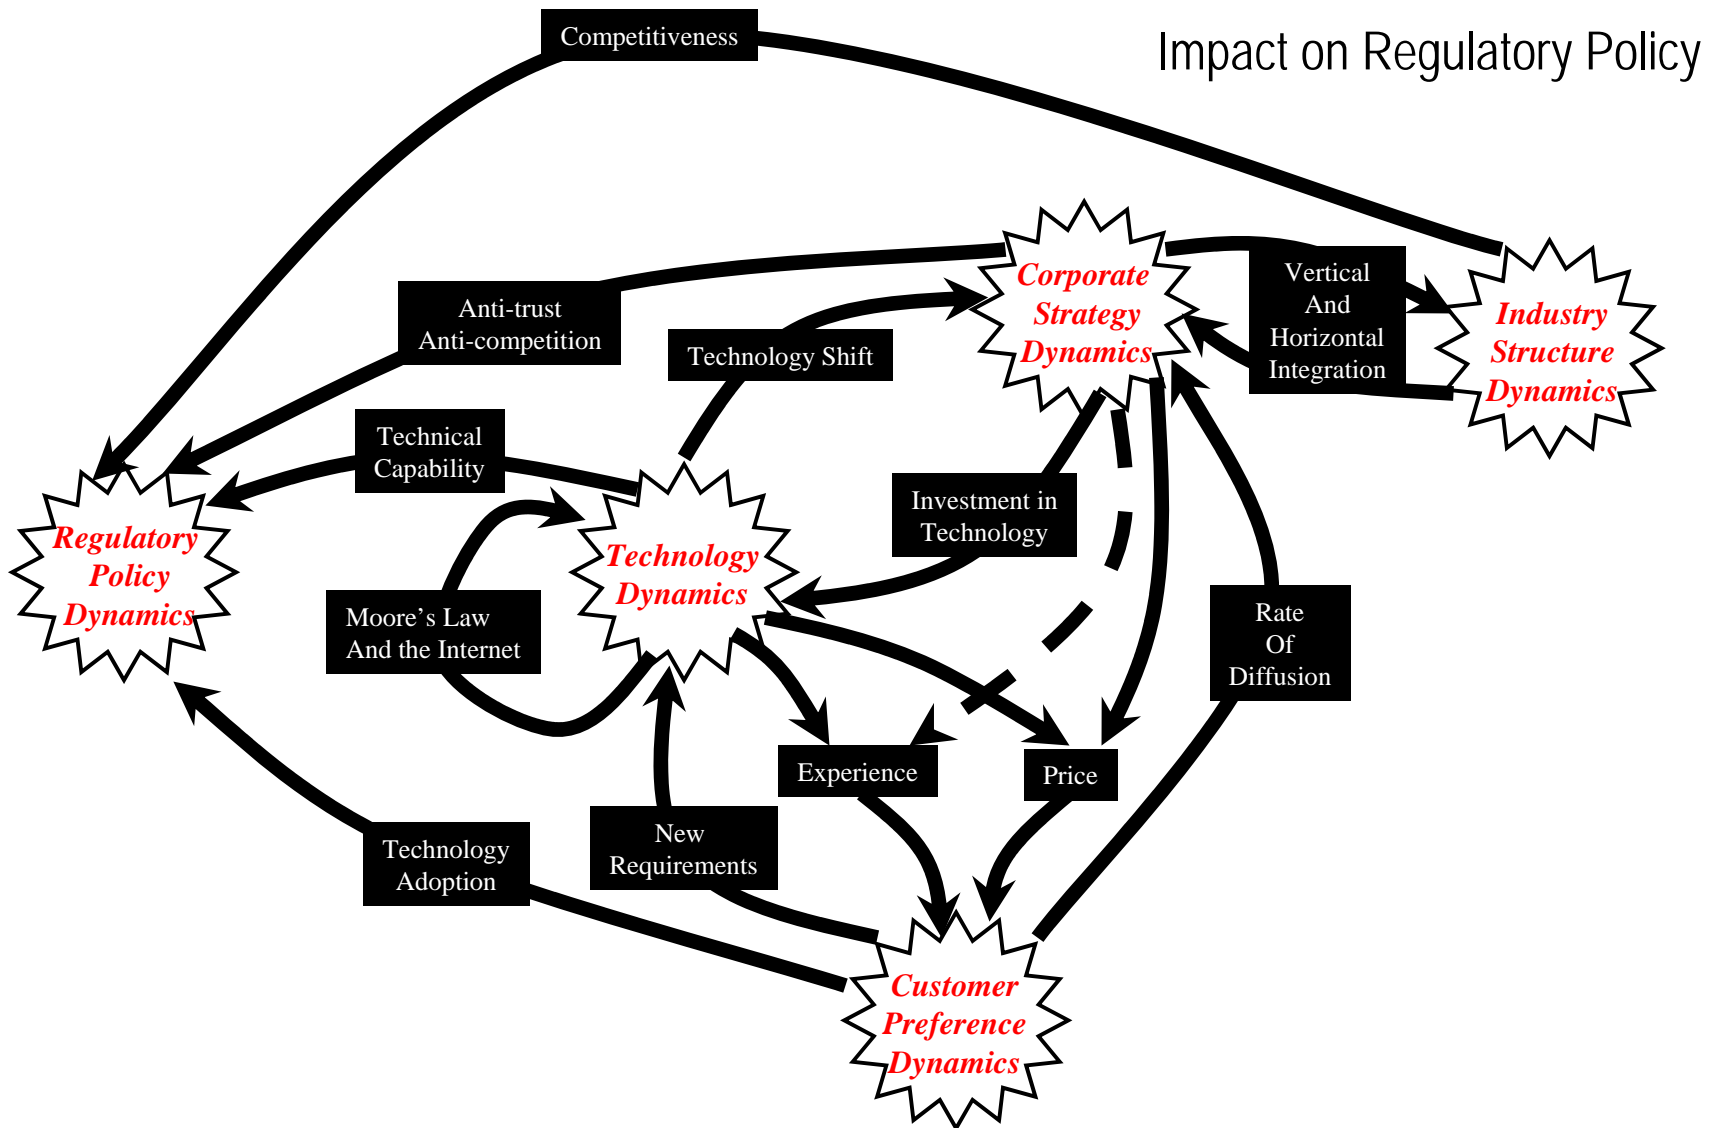 Competitiveness
Impact on Regulatory Policy
Corporate
Strategy
Dynamics
Vertical
And
Horizontal
Integration
Industry
Structure
Dynamics
Anti-trust
Anti-competition
Technology Shift
Technical
Capability
Investment in
Technology
Regulatory
Policy
Dynamics
Technology
Dynamics
Moore’s Law
And the Internet
Rate
Of
Diffusion
Experience
Price
New
Requirements
Technology
Adoption
Customer
Preference
Dynamics